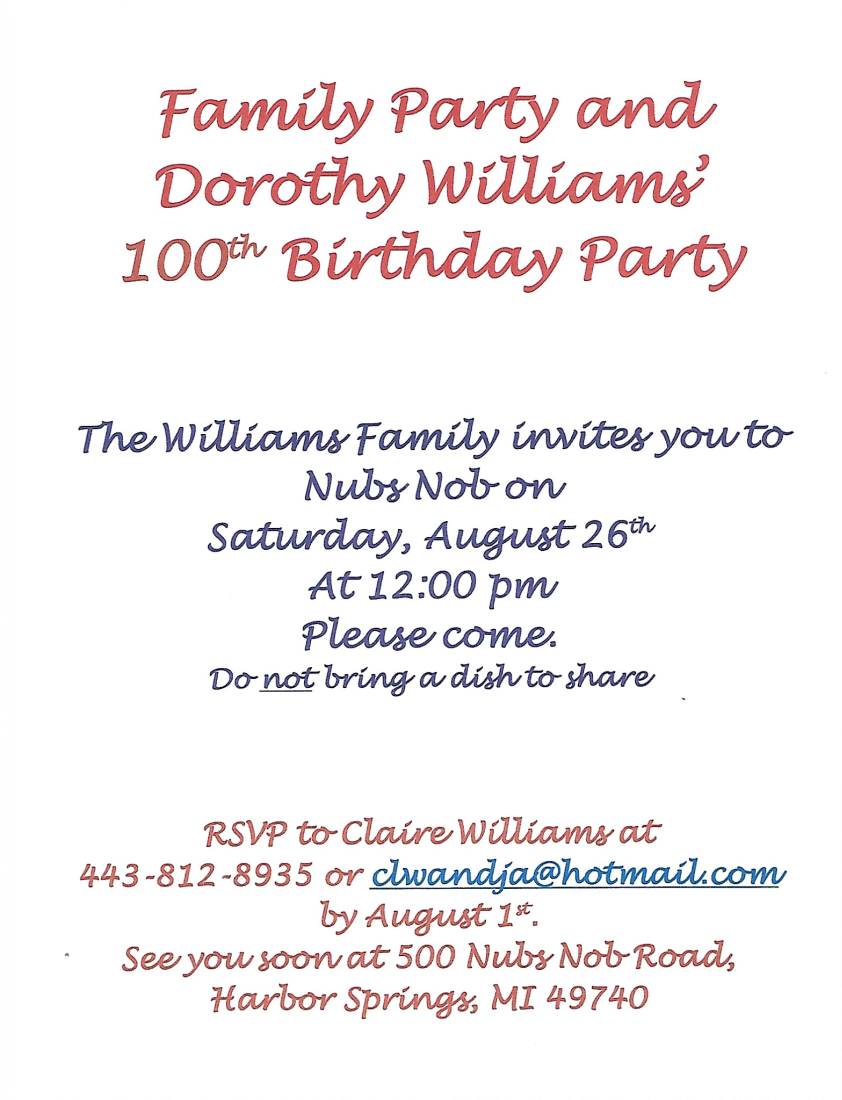 Family Party and
Dorothy Williams’
100th Birthday Party
The Williams Family invites you to
Nubs Nob on
Saturday, August 26th
At 12:00 pm
Please come.
Do not bring a dish to share
RSVP to Claire Williams at
443-812-8935 or clwandja@hotmail.com
by August 1st.
See you soon at 500 Nubs Nob Road,
Harbor Springs, MI 49740